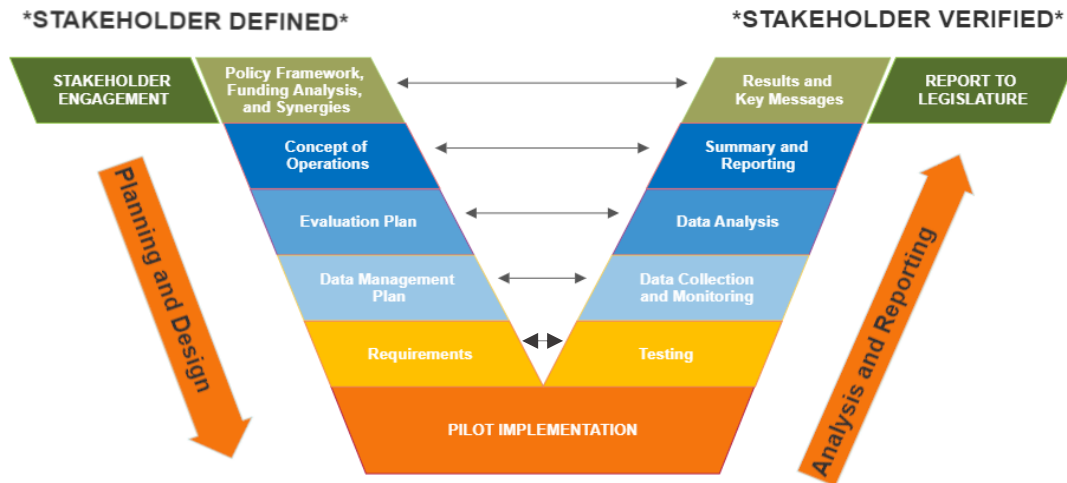 *STAKEHOLDER DEFINED*
*STAKEHOLDER VERIFIED*
STAKEHOLDER
ENGAGEMENT
Policy Framework,
Funding Analysis,
and Synergies
Results and
Key Messages
REPORT TO
LEGISLATURE
Concept of
Operations
Summary and
Reporting
Planning and Design
Evaluation Plan
Data Analysis
Analysis and Reporting
Data Management
Plan
Data Collection
and Monitoring
Requirements
Testing
PILOT IMPLEMENTATION